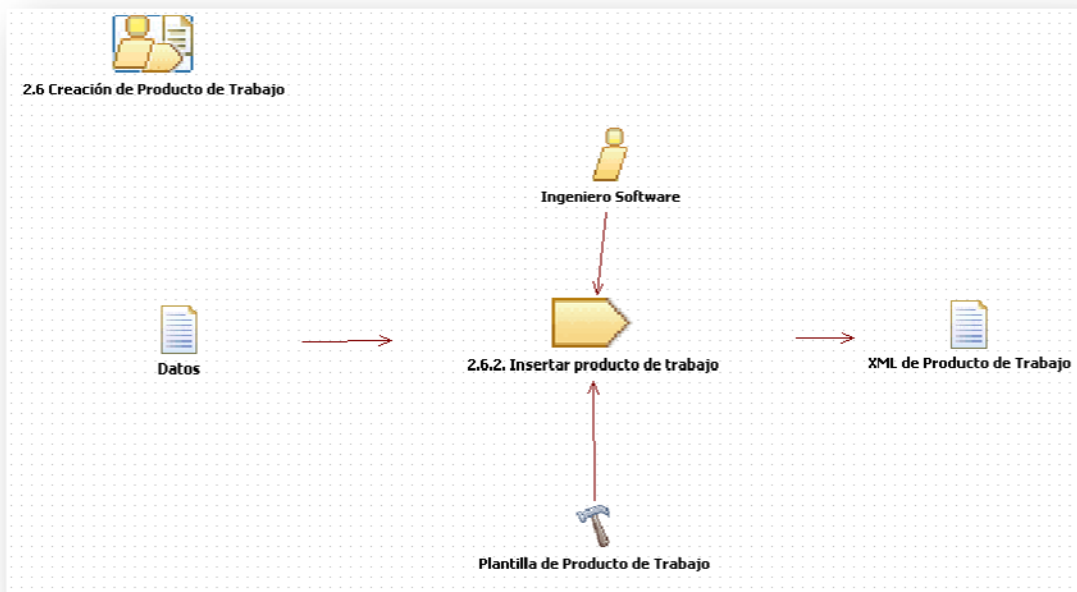 2.6 Creación de Producto de Trabajo
Ingeniero Software
Datos
2.6.2. Insertar producto de trabajo
XML de Producto de Trabajo
Plantilla de Producto de Trabajo